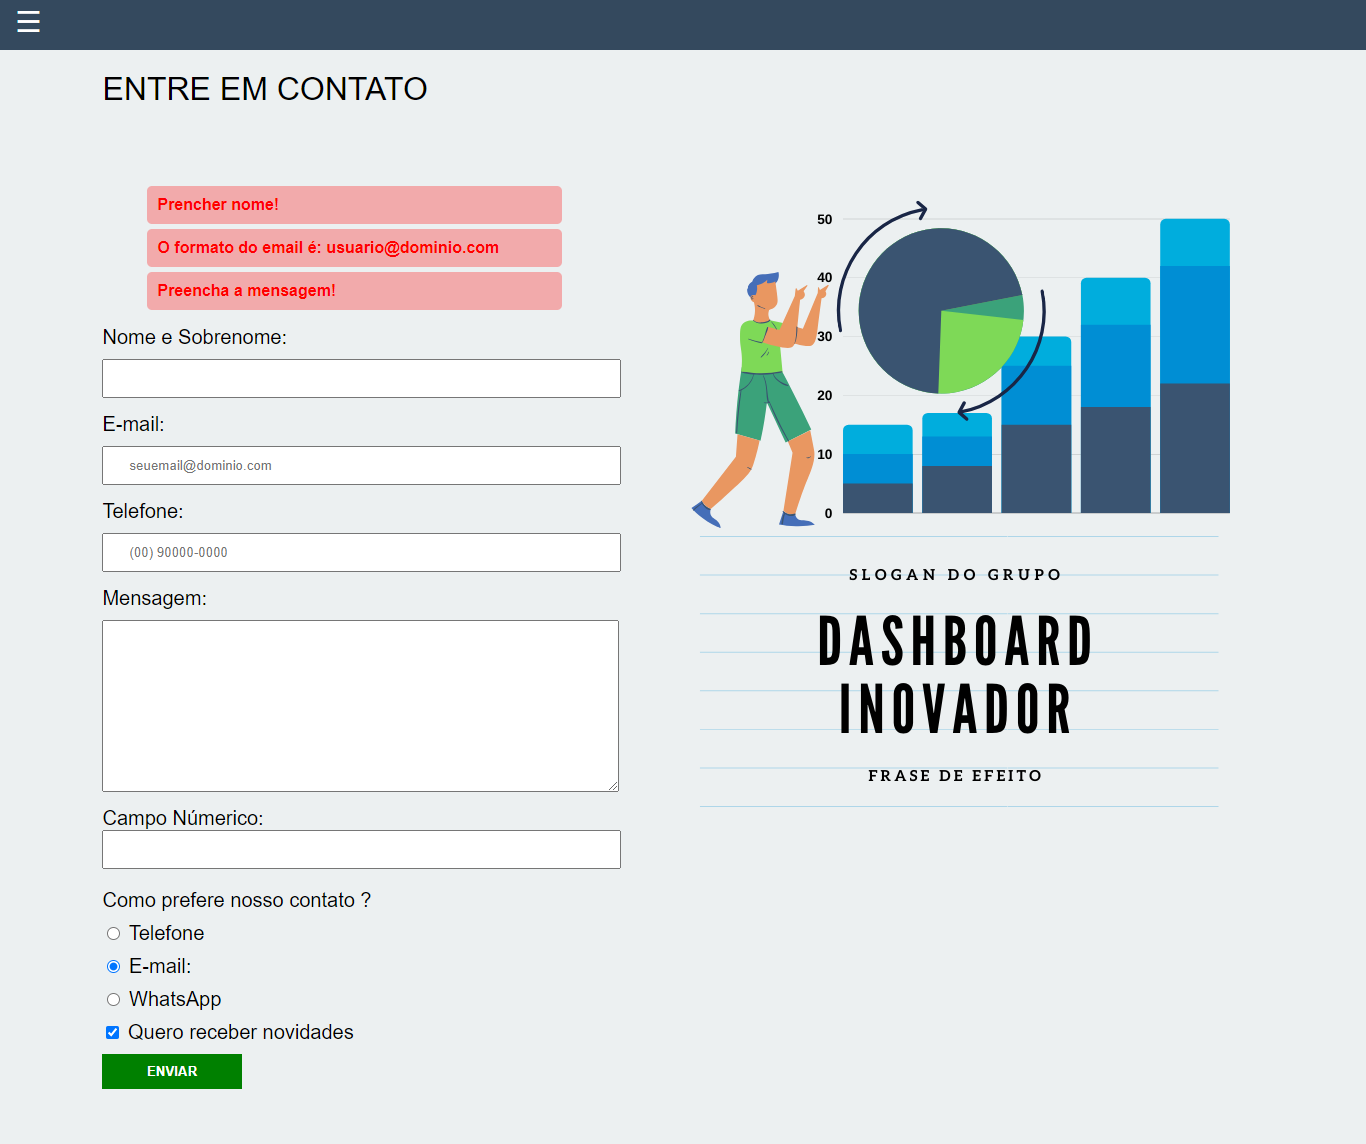 ☰
ENTRE EM CONTATO
Prencher nome!
O formato do email é: usuario@dominio.com
Preencha a mensagem!
Nome e Sobrenome:
E-mail:
seuemail@dominio.com
Telefone:
(00) 90000-0000
Mensagem:
Campo Númerico:
Como prefere nosso contato ?
Telefone
E-mail:
WhatsApp
Quero receber novidades
ENVIAR
50
40
30
20
10
0
SLOGAN DO GRUPO
DASHBOARD
INOVADOR
FRASE DE EFEITO